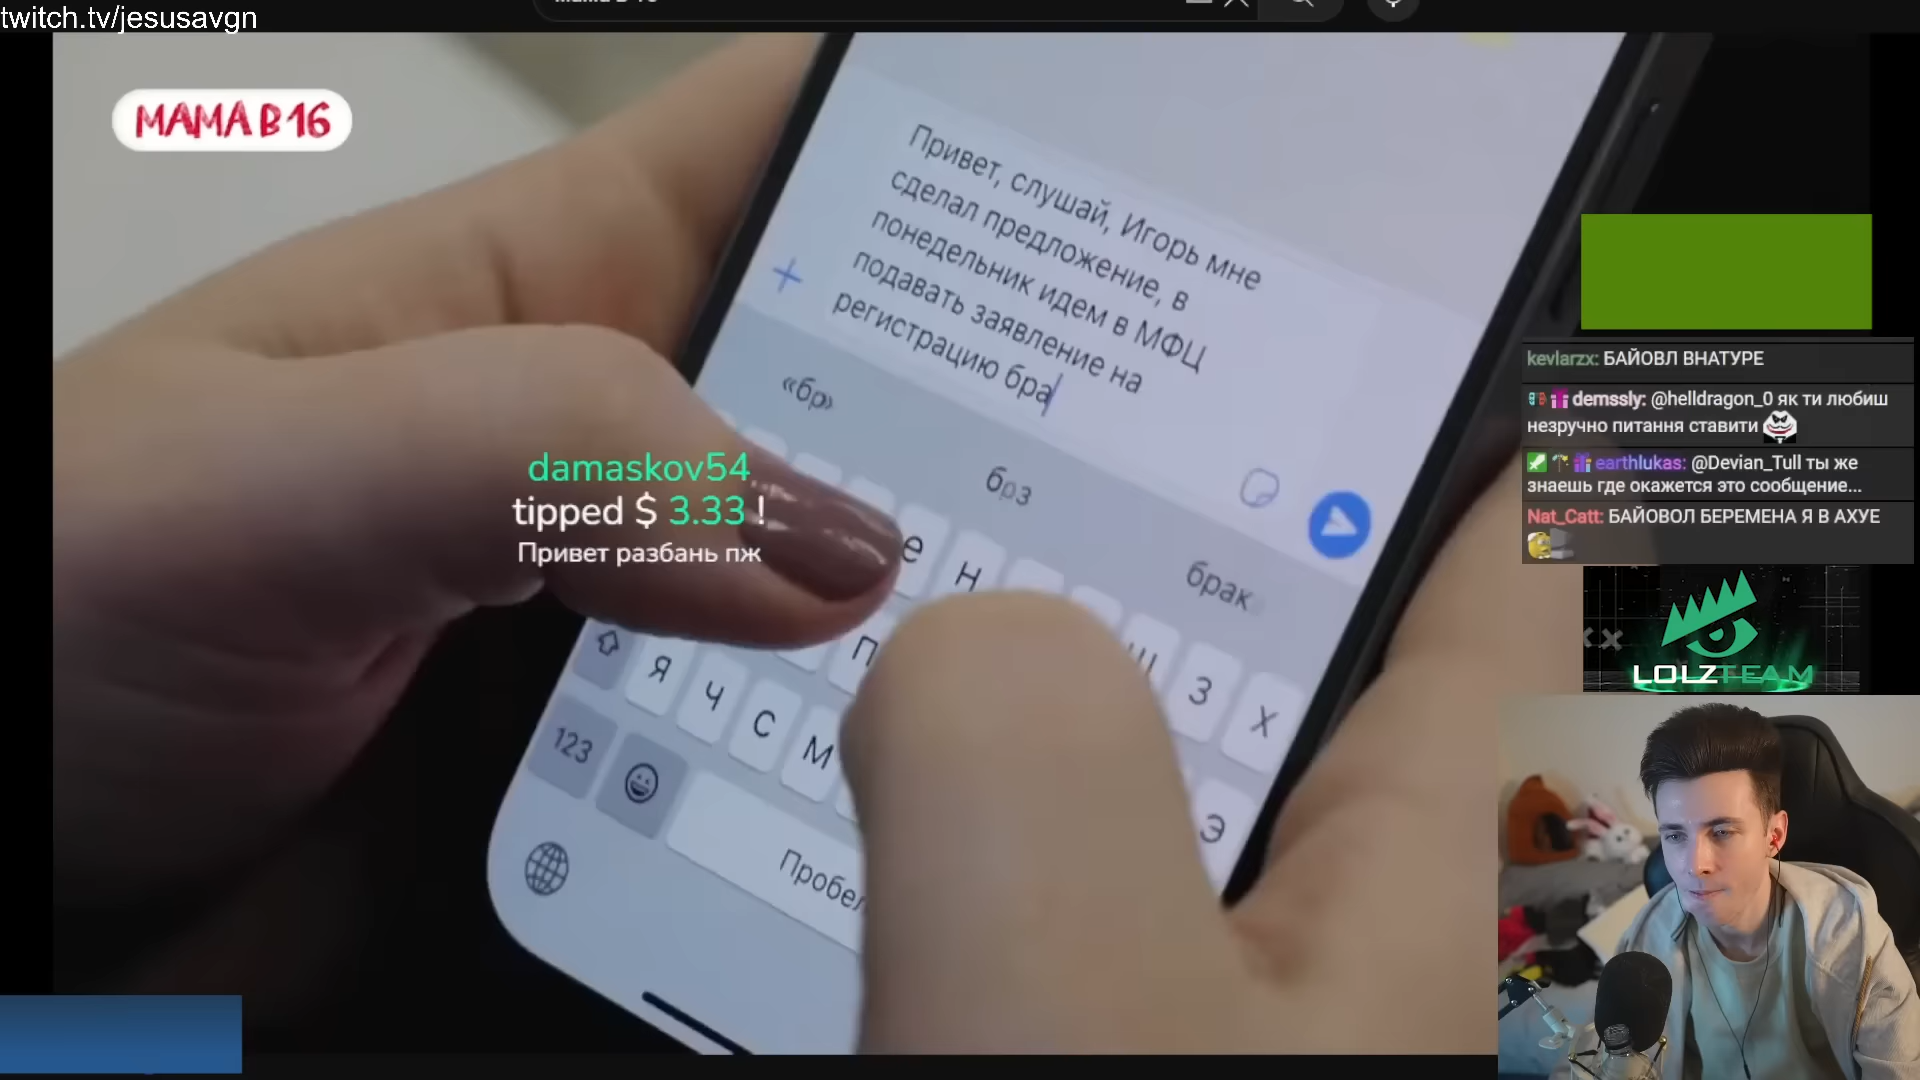 twitch.tv/jesusavgn
МАМА В 16
Привет, слушай, Игорь мне
сделал предложение, в
понедельник идем в МФЦ
подавать заявление на
регистрацию бра
«бр»
брз
брак
е
н
п
ш
з
х
я
ч
с
м
э
123
Пробел
damaskov54
tipped $ 3.33 !
Привет разбань пж
kevlarzx: БАЙОВЛ ВНАТУРЕ
demssly: @helldragon_0 як ти любиш
незручно питання ставити
earthlukas: @Devian_Tull ты же
знаешь где окажется это сообщение...
Nat_Catt: БАЙОВОЛ БЕРЕМЕНА Я В АХУЕ
LOLZTEAM